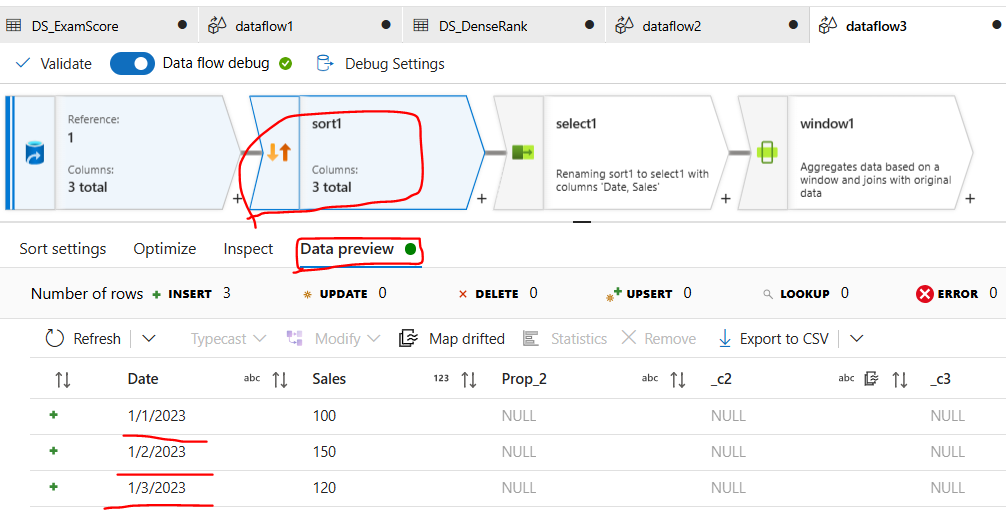 DS_ExamScore dataflow1 DS_DenseRank dataflow2 dataflow3
Validate Data flow debug Debug Settings
Reference:
1
Columns:
3 total
+
sort1
Columns:
3 total
+
select1
Renaming sort1 to select1 with
columns 'Date, Sales'
+
window1
Aggregates data based on a
window and joins with original
data
+
Sort settings Optimize Inspect Data preview
Number of rows + INSERT 3 UPDATE 0 DELETE 0 UPSERT 0 LOOKUP 0 ERROR 0
Refresh Typecast Modify Map drifted Statistics Remove Export to CSV
Date abc Sales 123 Prop_2 abc _c2 abc _c3
+ 1/1/2023 100 NULL NULL NULL
+ 1/2/2023 150 NULL NULL NULL
+ 1/3/2023 120 NULL NULL NULL